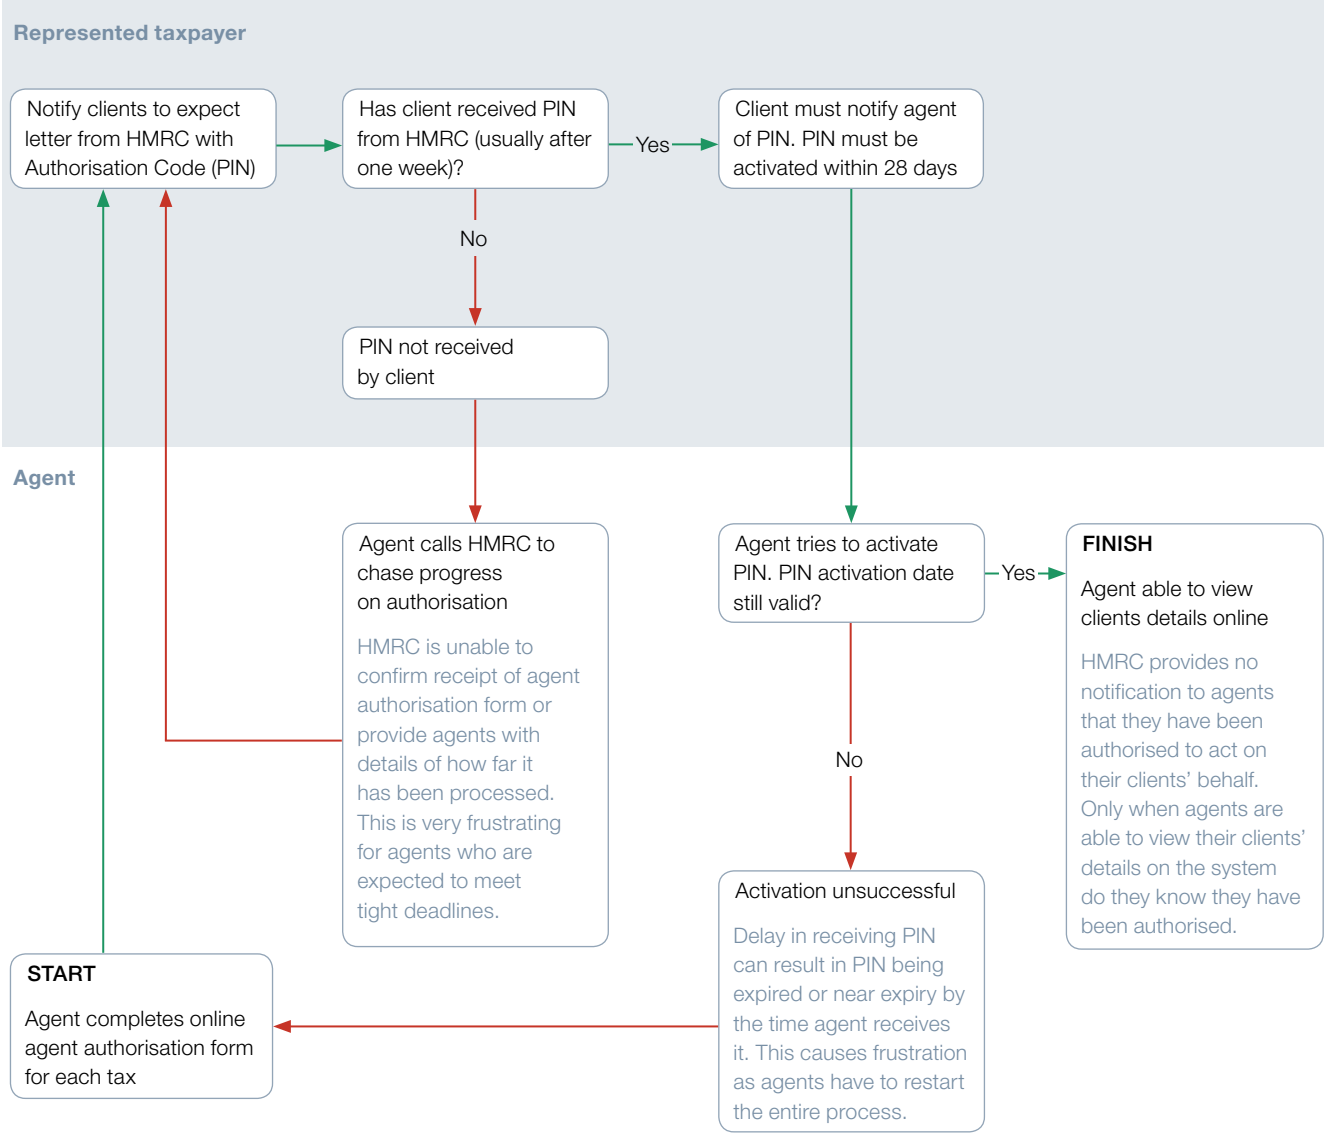 Represented taxpayer
Notify clients to expect
letter from HMRC with
Authorisation Code (PIN)
Has client received PIN
from HMRC (usually after
one week)?
Yes
Client must notify agent
of PIN. PIN must be
activated within 28 days
No
PIN not received
by client
Agent
Agent calls HMRC to
chase progress
on authorisation
HMRC is unable to
confirm receipt of agent
authorisation form or
provide agents with
details of how far it
has been processed.
This is very frustrating
for agents who are
expected to meet
tight deadlines.
Agent tries to activate
PIN. PIN activation date
still valid?
Yes
FINISH
Agent able to view
clients details online
HMRC provides no
notification to agents
that they have been
authorised to act on
their clients’ behalf.
Only when agents are
able to view their clients’
details on the system
do they know they have
been authorised.
No
Activation unsuccessful
Delay in receiving PIN
can result in PIN being
expired or near expiry by
the time agent receives
it. This causes frustration
as agents have to restart
the entire process.
START
Agent completes online
agent authorisation form
for each tax